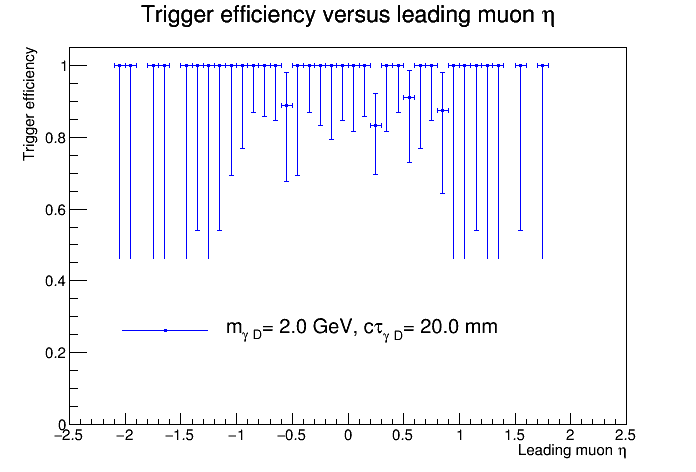 Trigger efficiency versus leading muon η
Trigger efficiency
1
0.8
0.6
0.4
0.2
0
m_γ D= 2.0 GeV, cτ_γ D= 20.0 mm
−2.5 −2 −1.5 −1 −0.5 0 0.5 1 1.5 2 2.5
Leading muon η